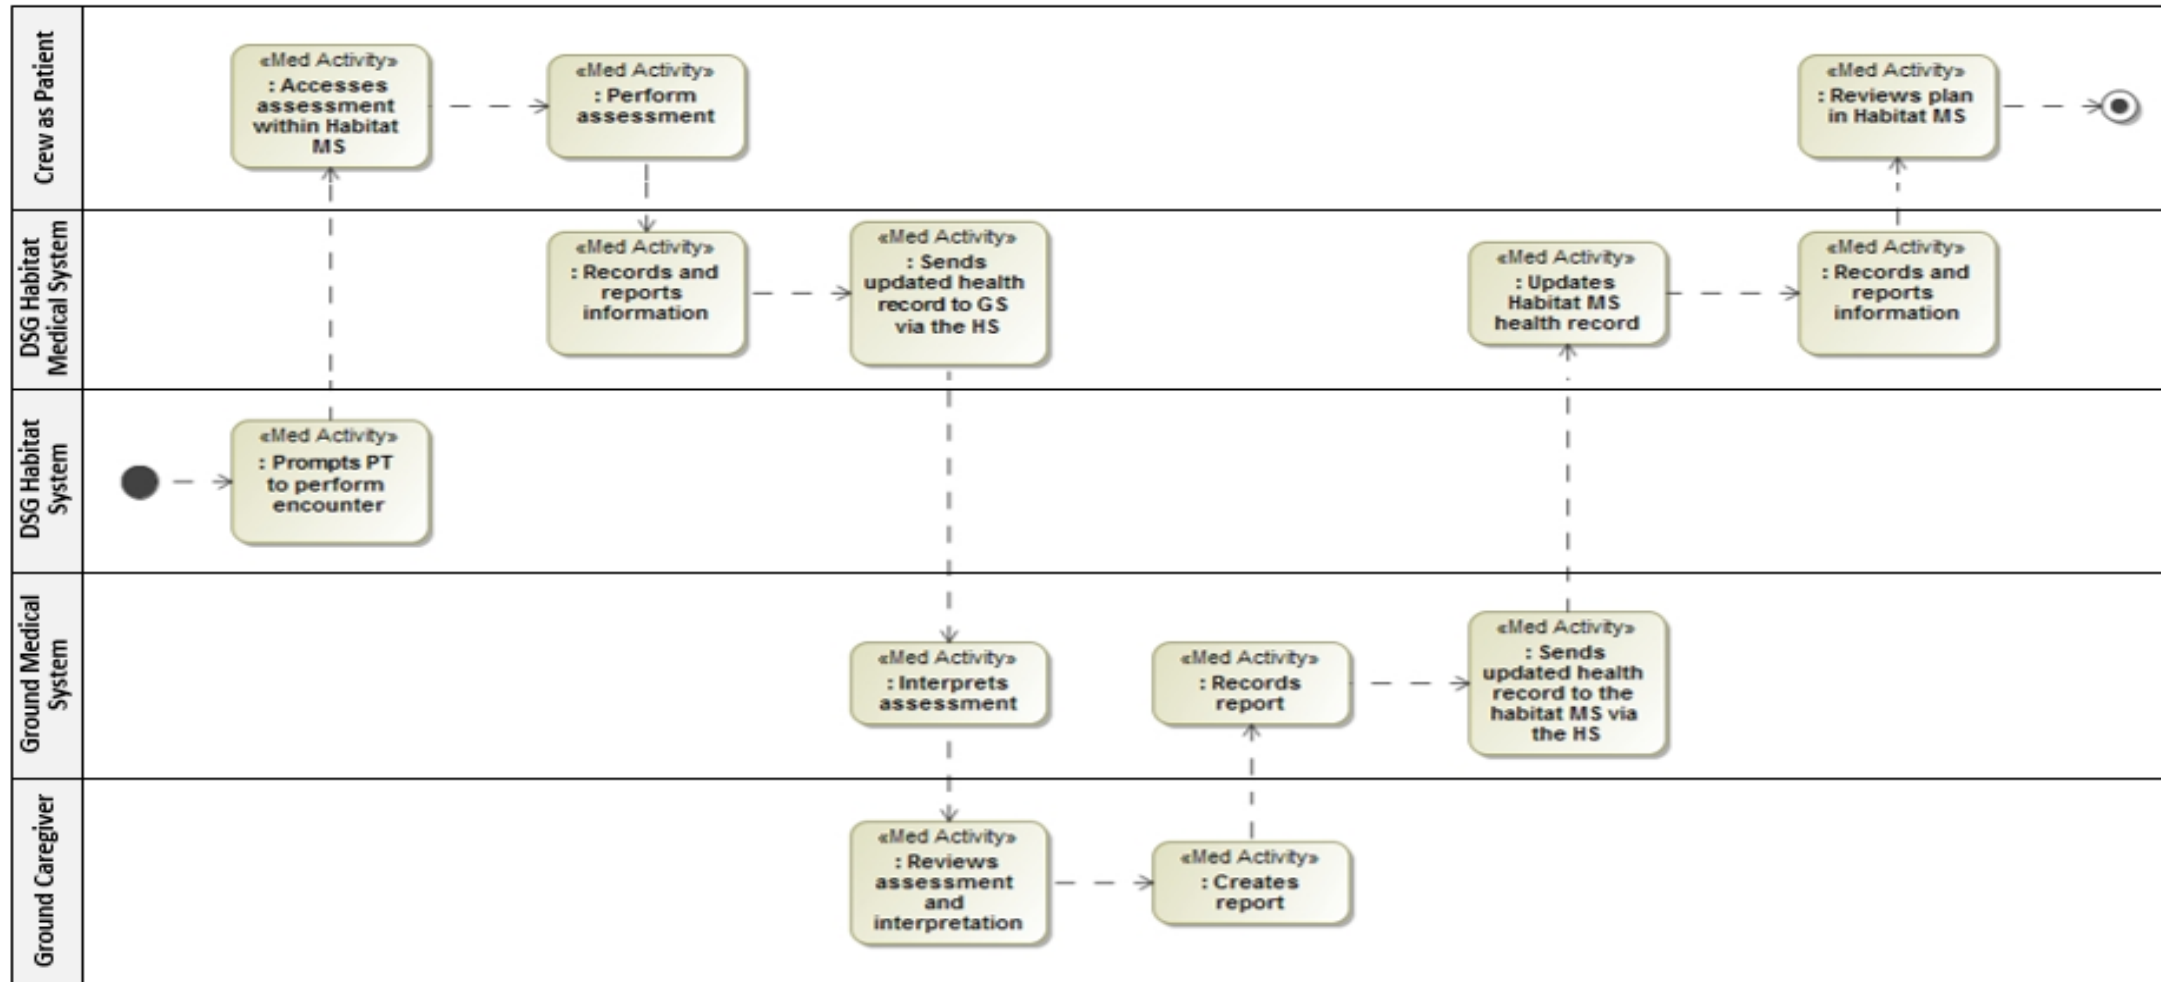 Crew as Patient
«Med Activity»
: Accesses
assessment
within Habitat
MS
«Med Activity»
: Perform
assessment
«Med Activity»
: Reviews plan
in Habitat MS
DSG Habitat
Medical System
«Med Activity»
: Records and
reports
information
«Med Activity»
: Sends
updated health
record to GS
via the HS
«Med Activity»
: Updates
Habitat MS
health record
«Med Activity»
: Records and
reports
information
DSG Habitat
System
«Med Activity»
: Prompts PT
to perform
encounter
Ground Medical
System
«Med Activity»
: Interprets
assessment
«Med Activity»
: Records
report
«Med Activity»
: Sends
updated health
record to the
habitat MS via
the HS
Ground Caregiver
«Med Activity»
: Reviews
assessment
and
interpretation
«Med Activity»
: Creates
report